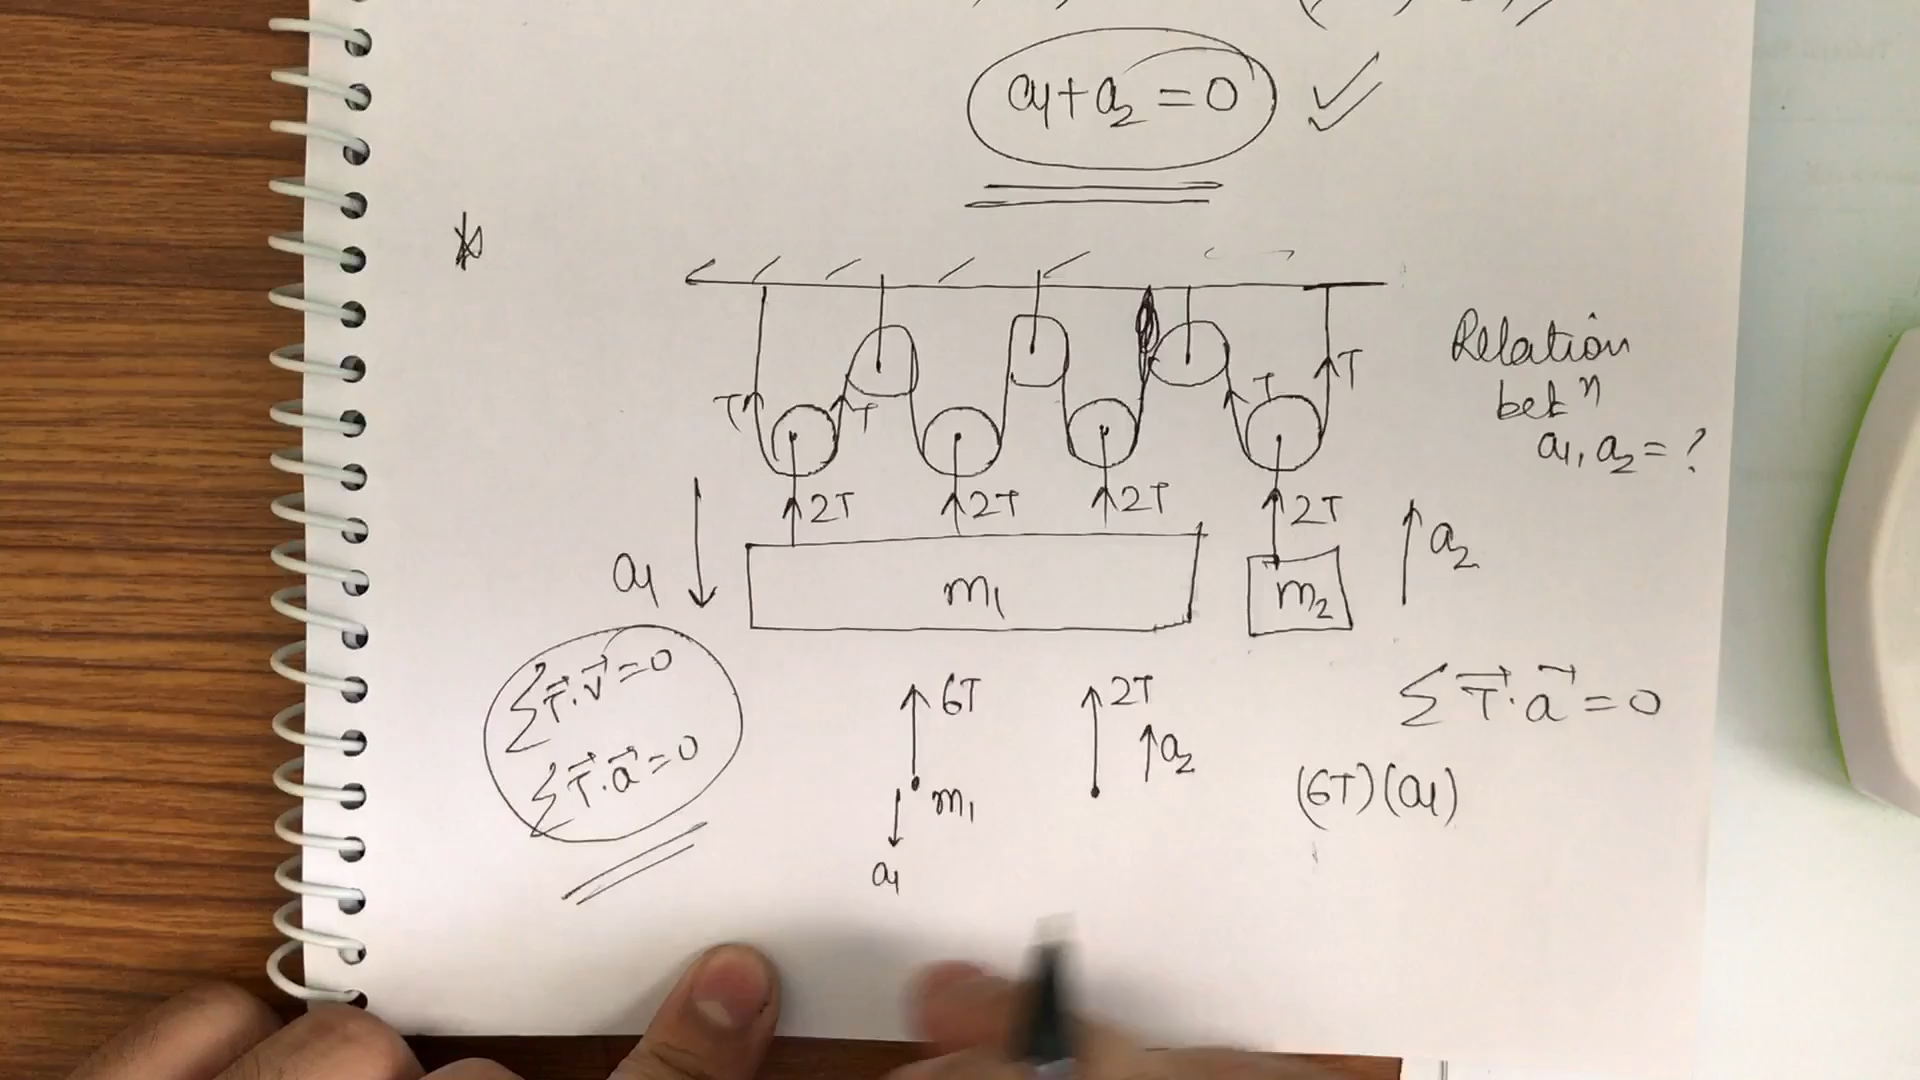 a₁ + a₂ = 0
T
T
T
T
Relation
betⁿ
a₁, a₂ = ?
2T
2T
2T
2T
a₁
m₁
m₂
a₂
Σ T⃗·v⃗ = 0
Σ T⃗·a⃗ = 0
6T
m₁
a₁
2T
a₂
Σ T⃗·a⃗ = 0
(6T)(a₁)